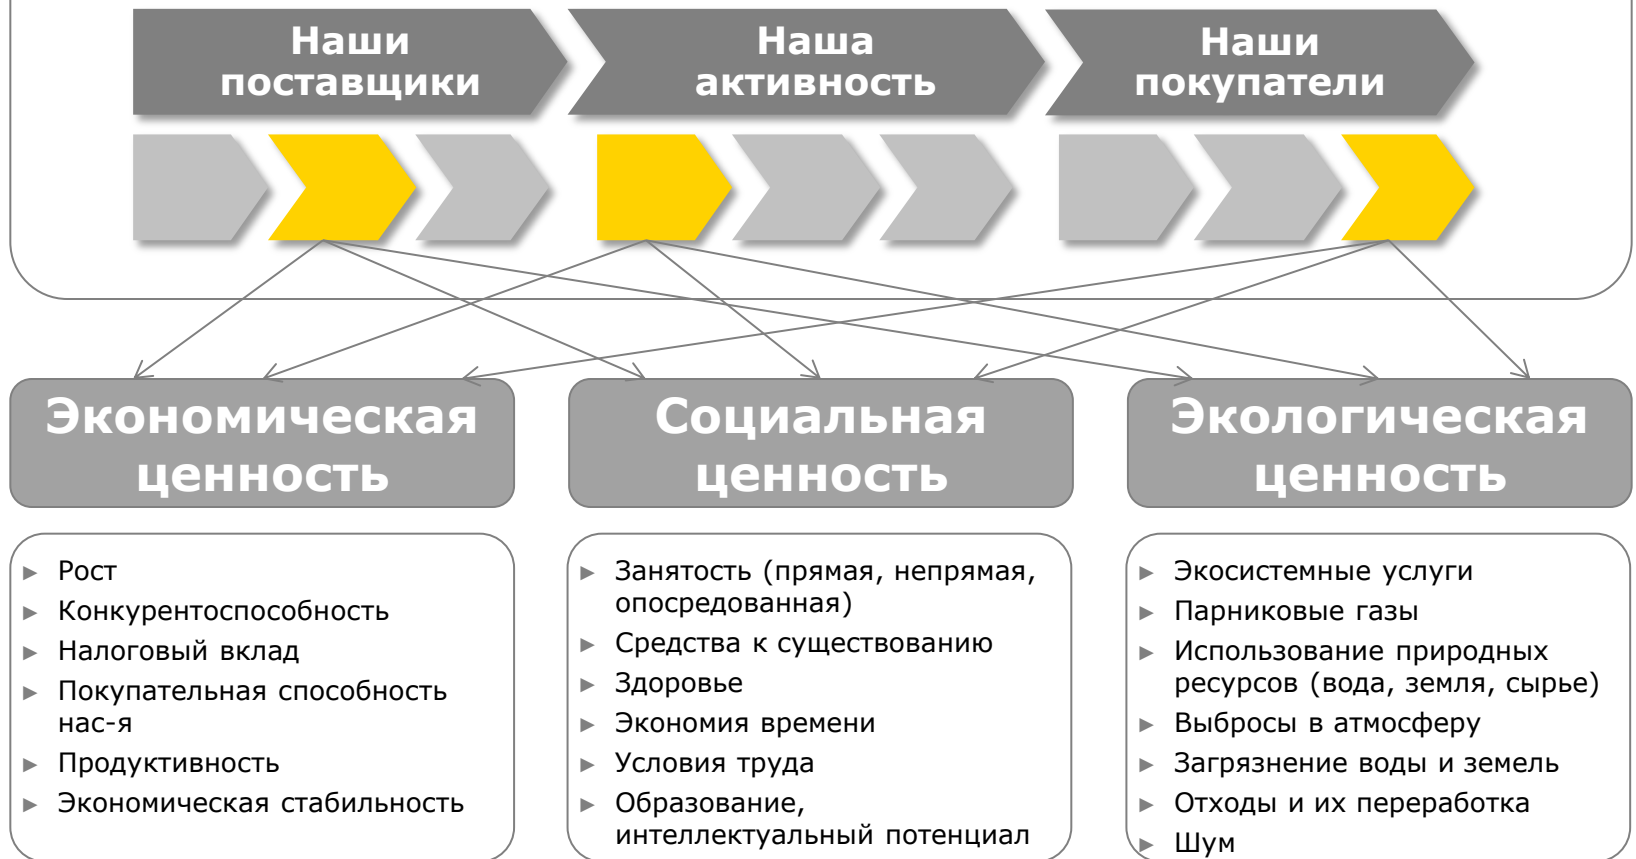 Наши
поставщики
Наша
активность
Наши
покупатели
Экономическая
ценность
Социальная
ценность
Экологическая
ценность
► Рост
► Конкурентоспособность
► Налоговый вклад
► Покупательная способность
нас-я
► Продуктивность
► Экономическая стабильность
► Занятость (прямая, непрямая,
опосредованная)
► Средства к существованию
► Здоровье
► Экономия времени
► Условия труда
► Образование,
интеллектуальный потенциал
► Экосистемные услуги
► Парниковые газы
► Использование природных
ресурсов (вода, земля, сырье)
► Выбросы в атмосферу
► Загрязнение воды и земель
► Отходы и их переработка
► Шум